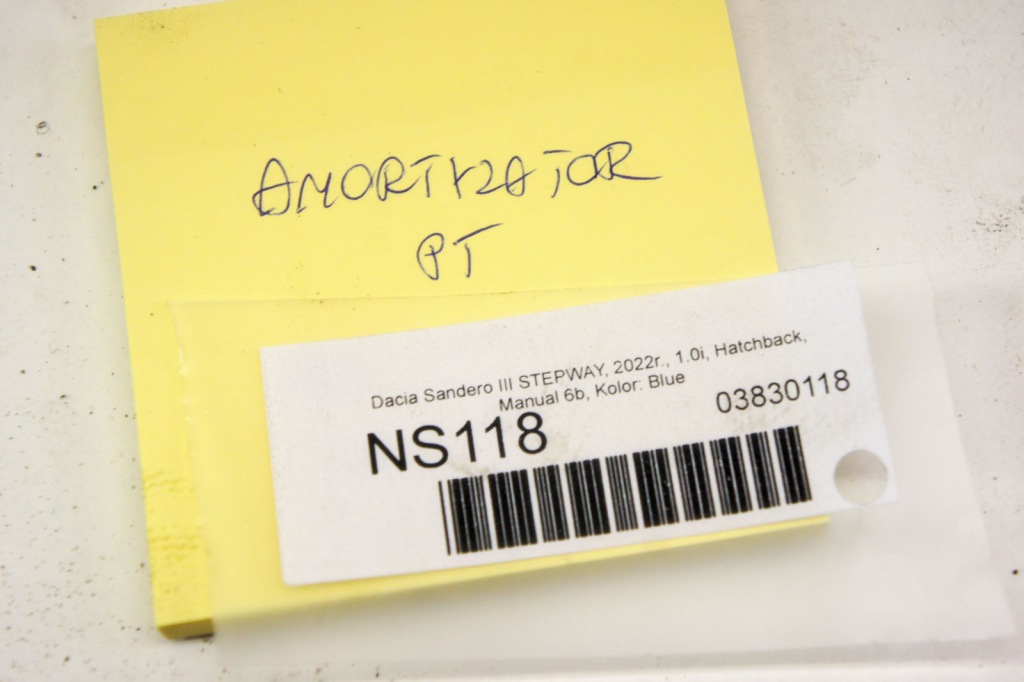 AMORTYZATOR
PT
Dacia Sandero III STEPWAY, 2022r., 1.0i, Hatchback,
Manual 6b, Kolor: Blue
NS118
03830118